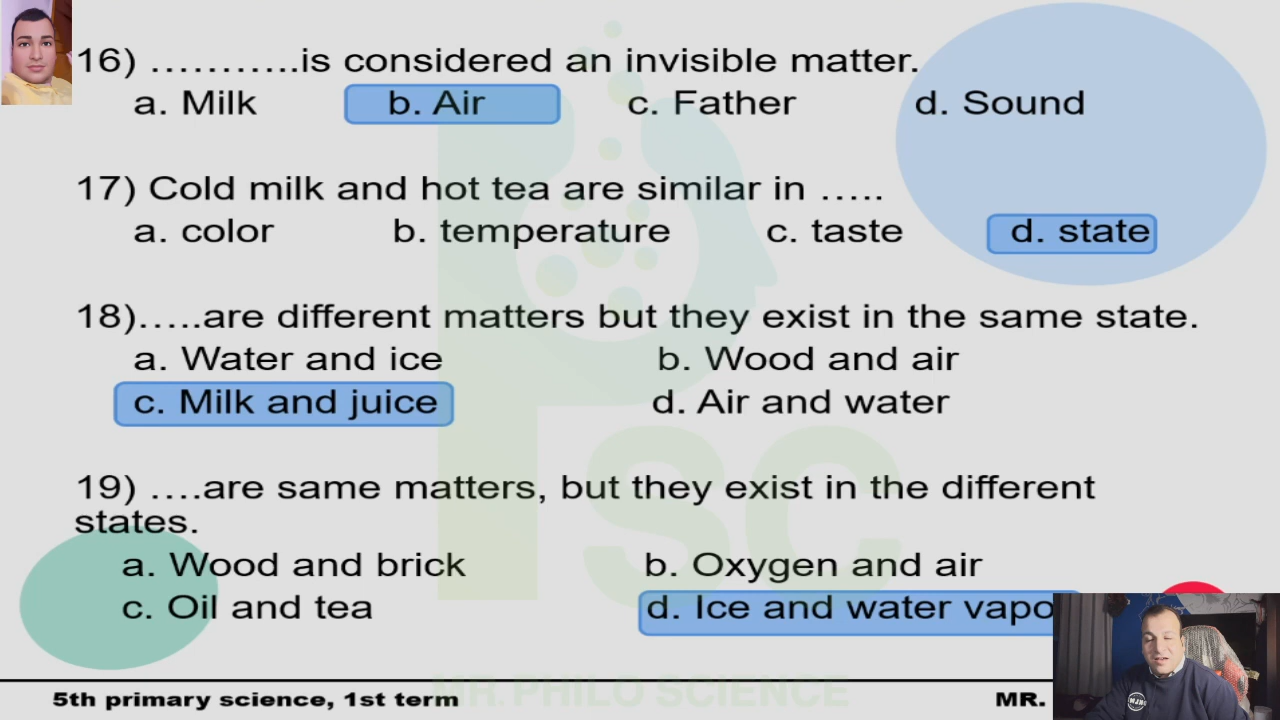 16) ………..is considered an invisible matter.
a. Milk b. Air c. Father d. Sound
17) Cold milk and hot tea are similar in …..
a. color b. temperature c. taste d. state
18)…..are different matters but they exist in the same state.
a. Water and ice b. Wood and air
c. Milk and juice d. Air and water
19) ….are same matters, but they exist in the different
states.
a. Wood and brick b. Oxygen and air
c. Oil and tea d. Ice and water vapo
PSC
MR. PHILO SCIENCE
5th primary science, 1st term MR.